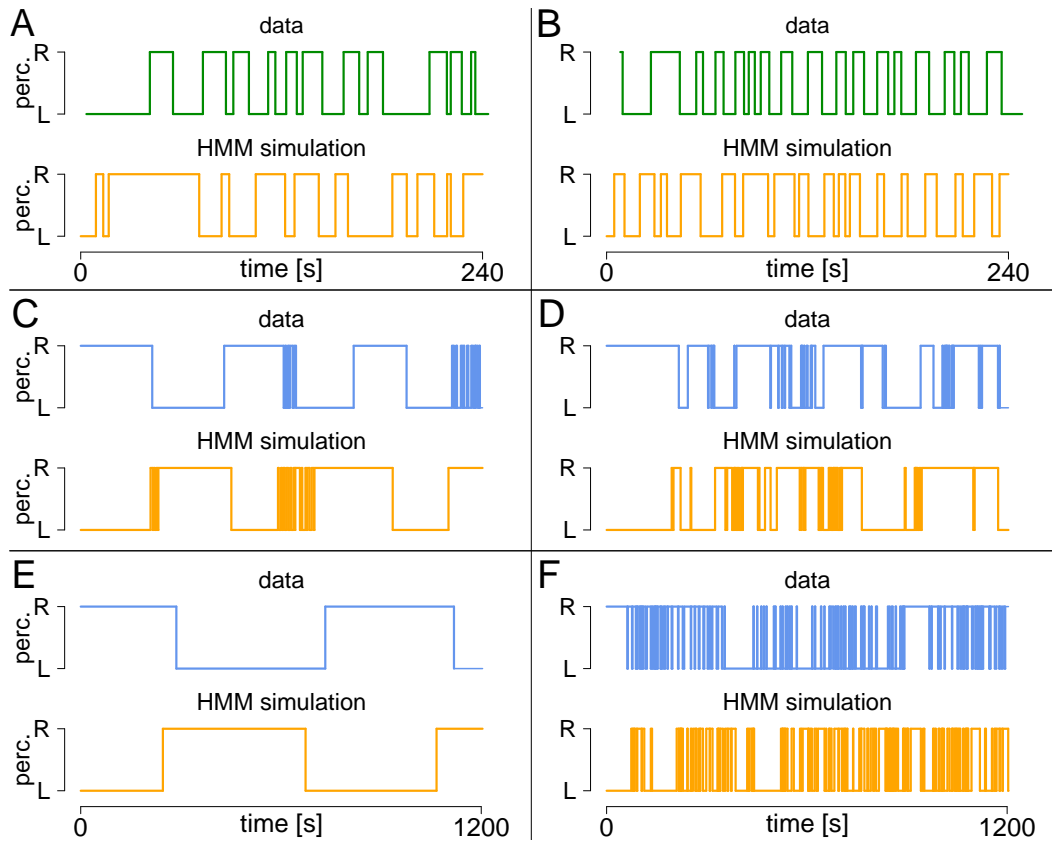 A
data
R
perc.
L
HMM simulation
R
perc.
L
0
time [s]
240
B
data
R
L
HMM simulation
R
L
0
time [s]
240
C
data
R
perc.
L
HMM simulation
R
perc.
L
D
data
R
L
HMM simulation
R
L
E
data
R
perc.
L
HMM simulation
R
perc.
L
0
time [s]
1200
F
data
R
L
HMM simulation
R
L
0
time [s]
1200